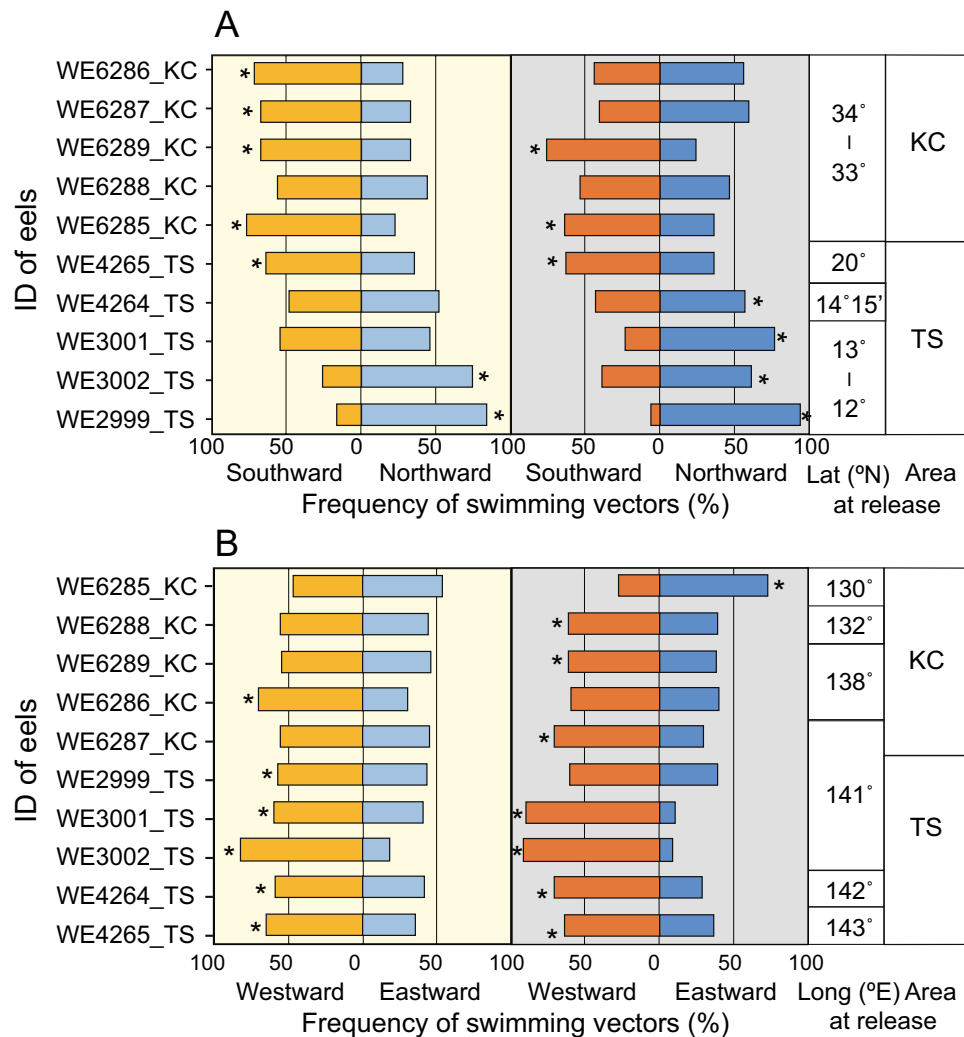 A
WE6286_KC
WE6287_KC
WE6289_KC
WE6288_KC
WE6285_KC
WE4265_TS
WE4264_TS
WE3001_TS
WE3002_TS
WE2999_TS
ID of eels
* * * * * * *
* * * * * * *
34°
–
33°
20°
14°15’
13°
–
12°
KC
TS
100 50 0 50 100 50 0 50 100
Southward Northward Southward Northward
Frequency of swimming vectors (%)
Lat (ºN) Area
at release
B
WE6285_KC
WE6288_KC
WE6289_KC
WE6286_KC
WE6287_KC
WE2999_TS
WE3001_TS
WE3002_TS
WE4264_TS
WE4265_TS
ID of eels
* * * * * *
* * * * * * * *
130°
132°
138°
141°
142°
143°
KC
TS
100 50 0 50 100 50 0 50 100
Westward Eastward Westward Eastward
Frequency of swimming vectors (%)
Long (ºE) Area
at release